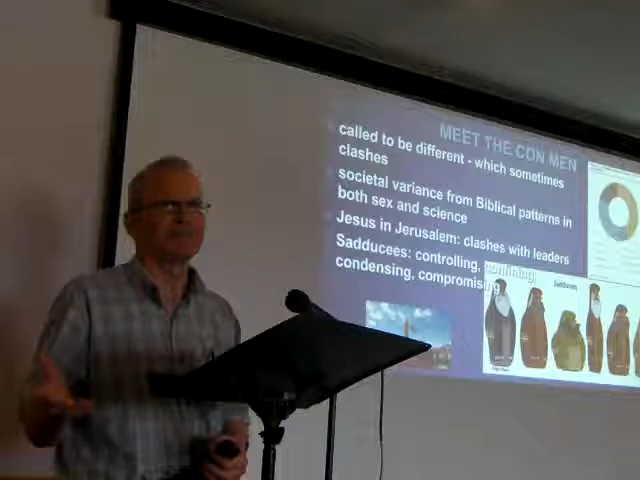 MEET THE CON MEN
called to be different - which sometimes
clashes
societal variance from Biblical patterns in
both sex and science
Jesus in Jerusalem: clashes with leaders
Sadducees: controlling, confining,
condensing, compromising
Sadducees